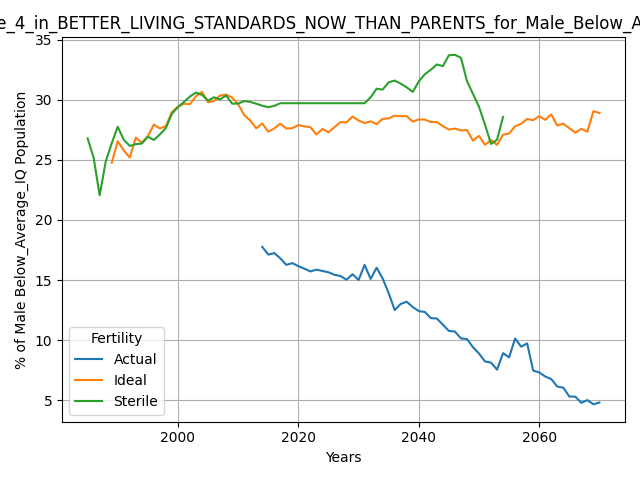 e_4_in_BETTER_LIVING_STANDARDS_NOW_THAN_PARENTS_for_Male_Below_A
% of Male Below_Average_IQ Population
35
30
25
20
15
10
5
Fertility
Actual
Ideal
Sterile
2000
2020
2040
2060
Years